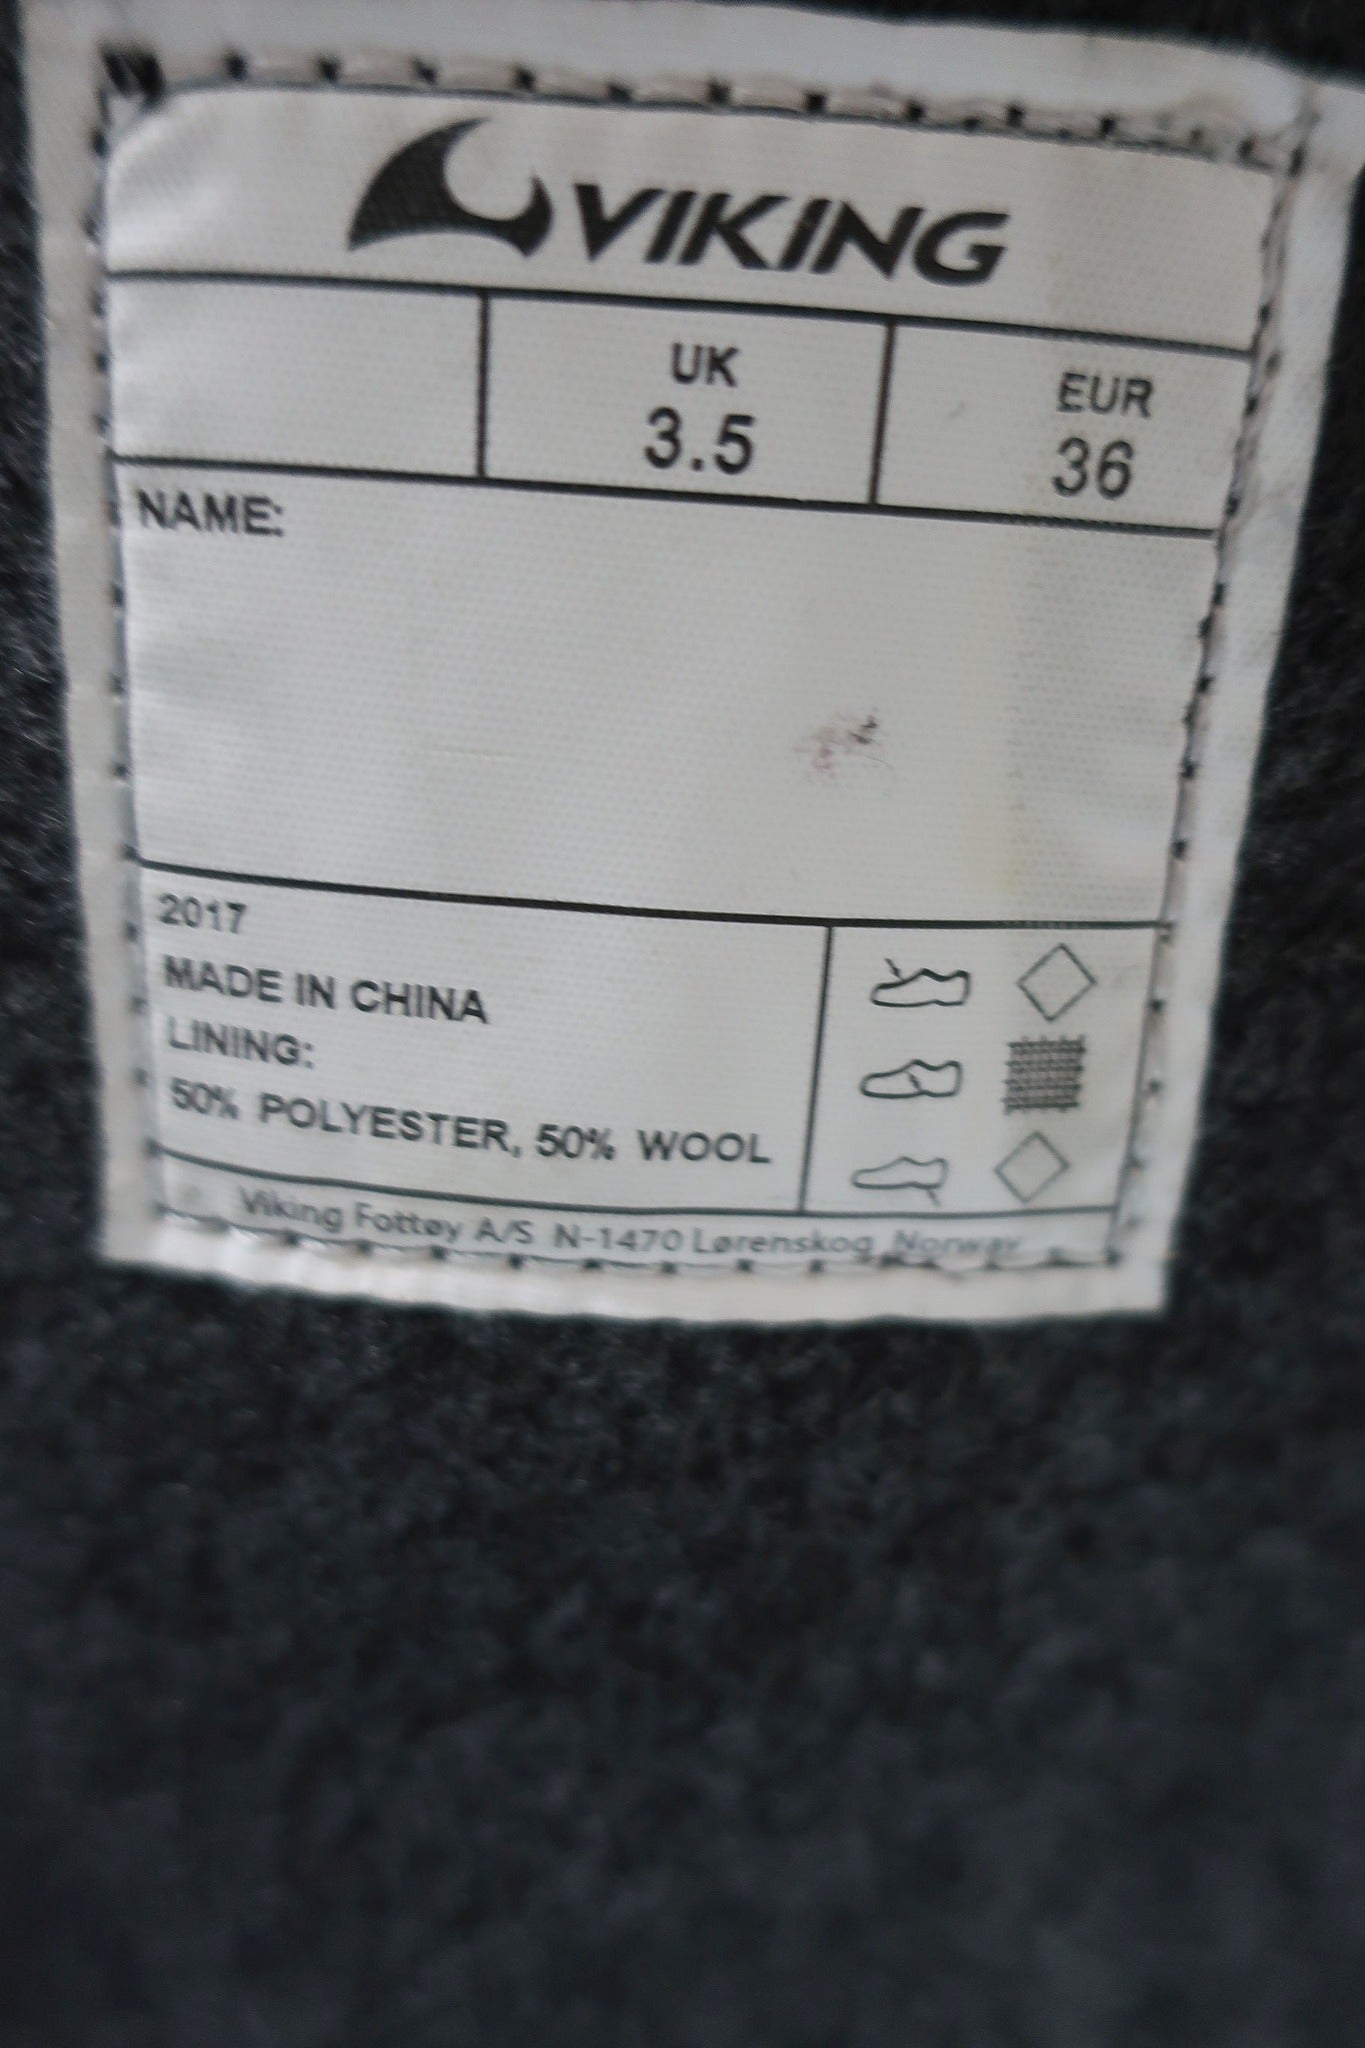 VIKING
UK EUR
3.5 36
NAME:
2017
MADE IN CHINA
LINING:
50% POLYESTER, 50% WOOL
Viking Fottøy A/S N-1470 Lørenskog, Norway